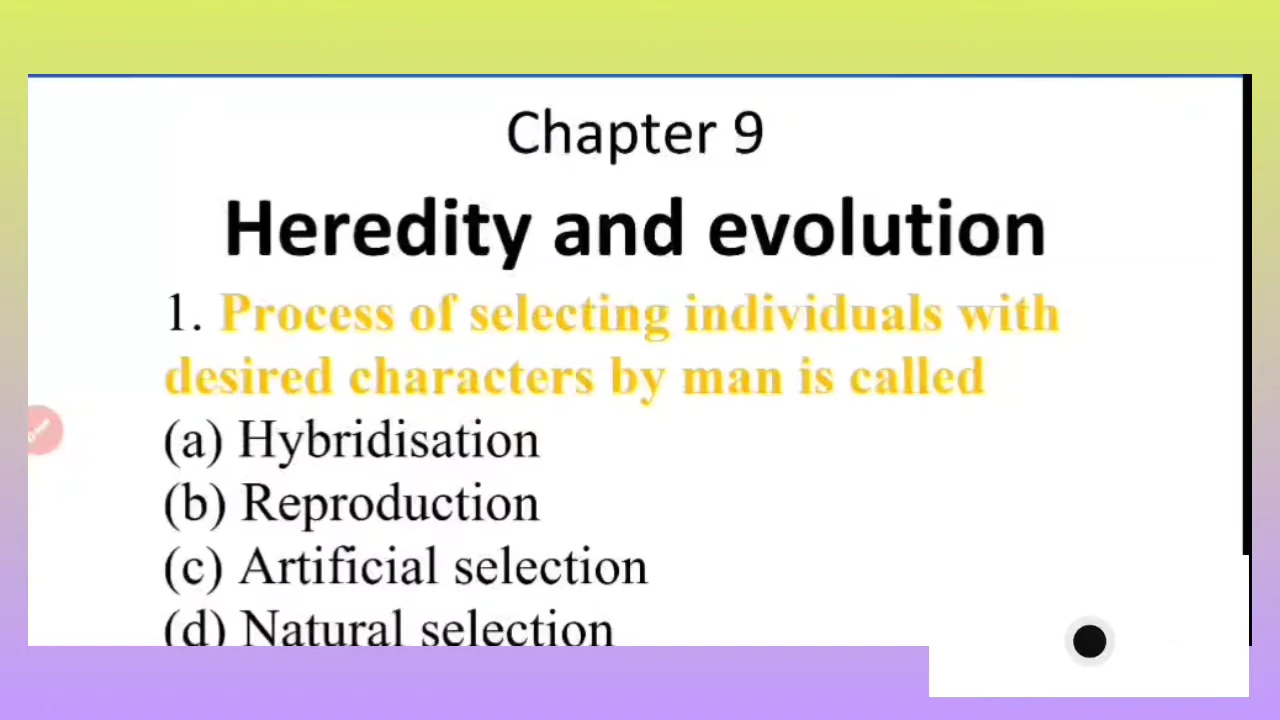 Chapter 9
Heredity and evolution
1. Process of selecting individuals with
desired characters by man is called
(a) Hybridisation
(b) Reproduction
(c) Artificial selection
(d) Natural selection